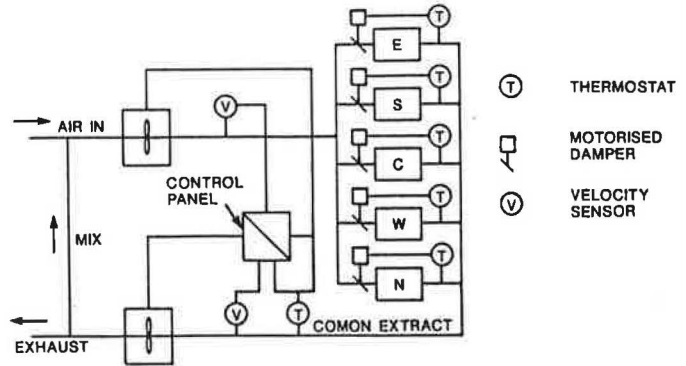 T
E
T
S
V
AIR IN
T
C
CONTROL
PANEL
T
W
MIX
T
N
V
T
COMON EXTRACT
EXHAUST
T THERMOSTAT
MOTORISED
DAMPER
V VELOCITY
SENSOR